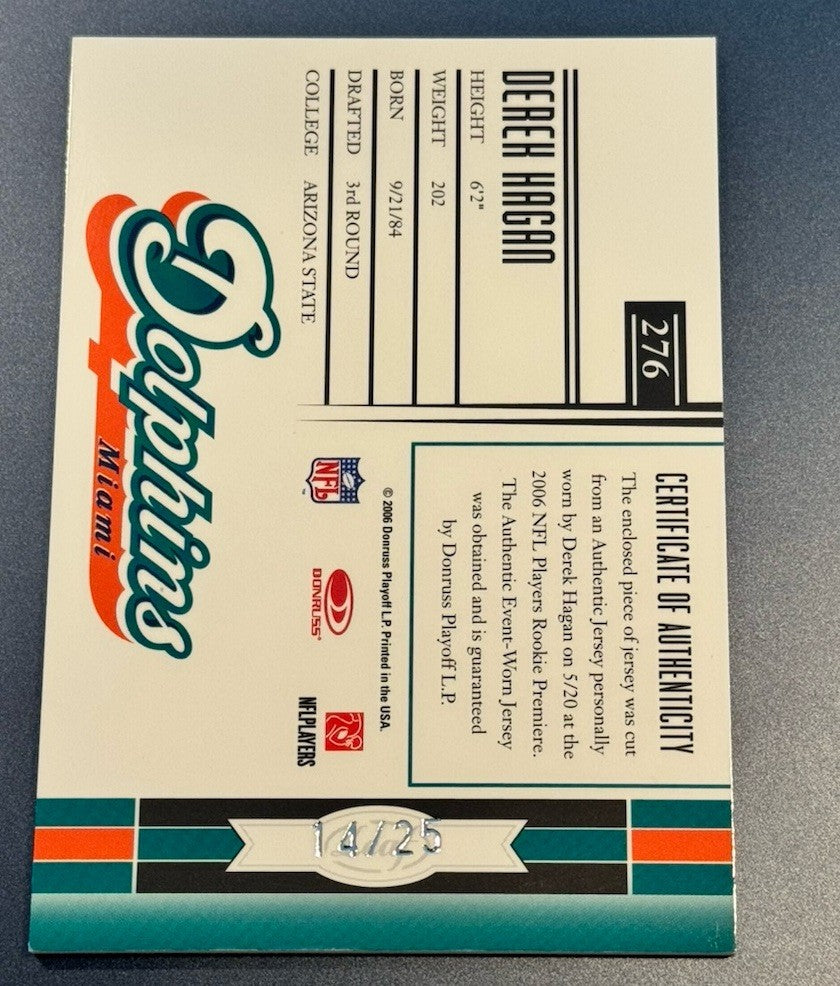 276
DEREK HAGAN
HEIGHT 6'2"
WEIGHT 202
BORN 9/21/84
DRAFTED 3rd ROUND
COLLEGE ARIZONA STATE
Dolphins
Miami
CERTIFICATE OF AUTHENTICITY
The enclosed piece of jersey was cut
from an Authentic Jersey personally
worn by Derek Hagan on 5/20 at the
2006 NFL Players Rookie Premiere.
The Authentic Event-Worn Jersey
was obtained and is guaranteed
by Donruss Playoff L.P.
© 2006 Donruss Playoff L.P. Printed in the USA.
NFL
DONRUSS
NFLPLAYERS
14/25